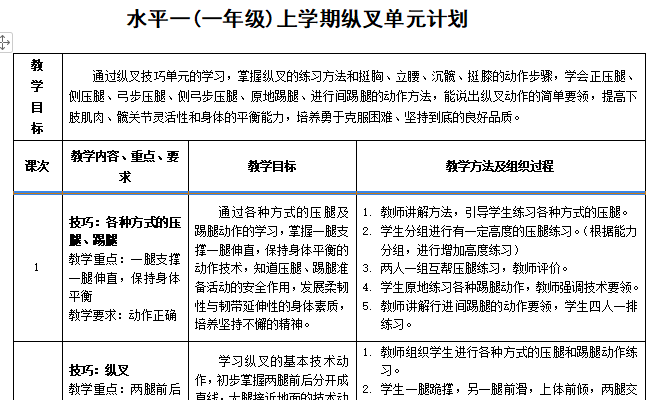 水平一(一年级)上学期纵叉单元计划
教
学
目
标
通过纵叉技巧单元的学习，掌握纵叉的练习方法和挺胸、立腰、沉髋、挺膝的动作步骤，学会正压腿、
侧压腿、弓步压腿、侧弓步压腿、原地踢腿、进行间踢腿的动作方法，能说出纵叉动作的简单要领，提高下
肢肌肉、髋关节灵活性和身体的平衡能力，培养勇于克服困难、坚持到底的良好品质。
课次
教学内容、重点、要
求
教学目标
教学方法及组织过程
1
技巧：各种方式的压
腿、踢腿
教学重点：一腿支撑
一腿伸直，保持身体
平衡
教学要求：动作正确
通过各种方式的压腿及
踢腿动作的学习，掌握一腿支
撑一腿伸直，保持身体平衡的
动作技术，知道压腿、踢腿准
备活动的安全作用，发展柔韧
性与韧带延伸性的身体素质，
培养坚持不懈的精神。
1. 教师讲解方法，引导学生练习各种方式的压腿。
2. 学生分组进行有一定高度的压腿练习。（根据能力
分组，进行增加高度练习）
3. 两人一组互帮压腿练习，教师评价。
4. 学生原地练习各种踢腿动作，教师强调技术要领。
5. 教师讲解行进间踢腿的动作要领，学生四人一排
练习。
技巧：纵叉
教学重点：两腿前后
学习纵叉的基本技术动
作，初步掌握两腿前后分开成
直线，大腿接近地面的技术动
1. 教师组织学生进行各种方式的压腿和踢腿动作练
习。
2. 学生一腿跪撑，另一腿前滑，上体前倾，两腿交